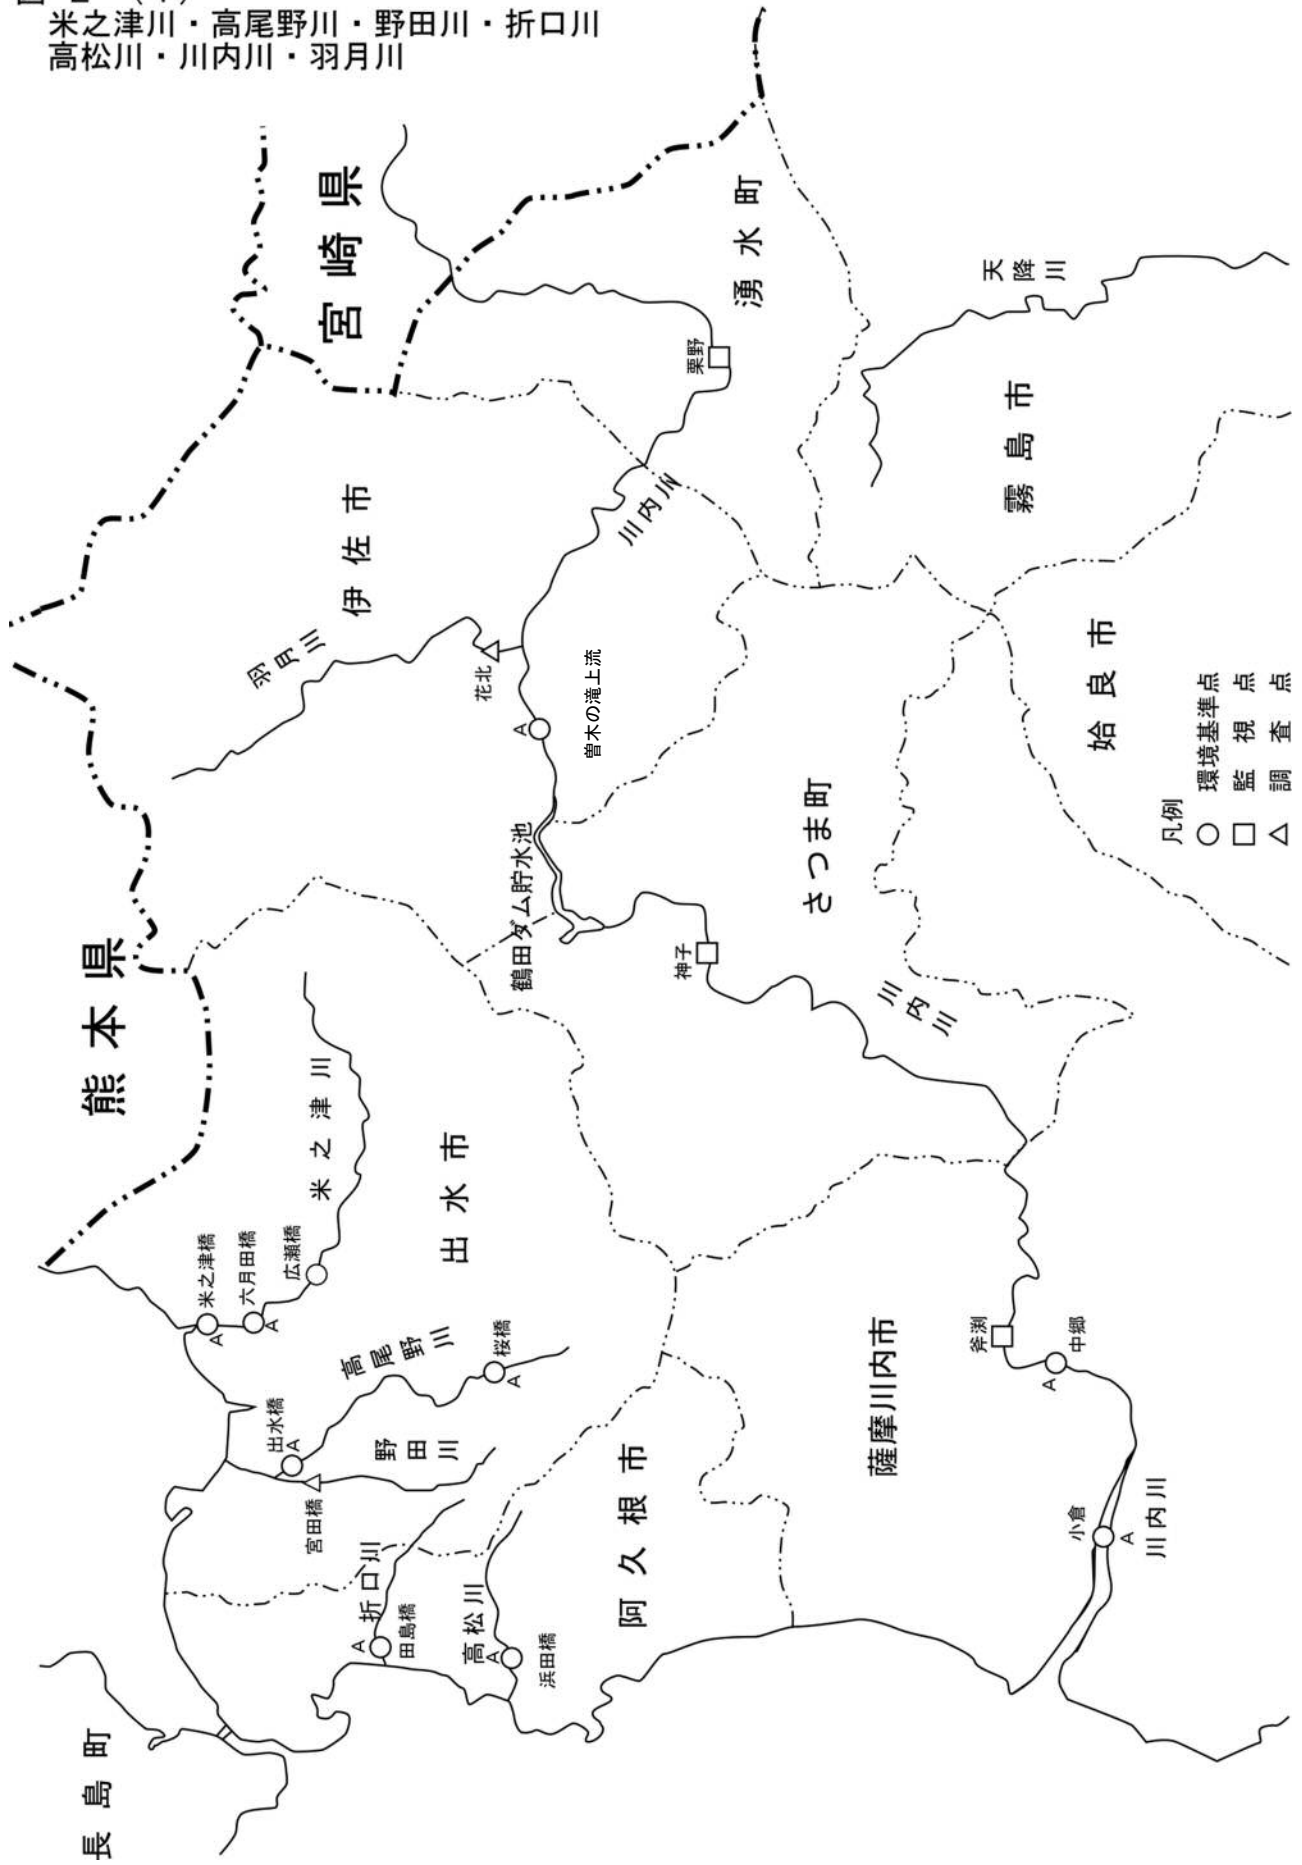 米之津川・高尾野川・野田川・折口川
高松川・川内川・羽月川
熊本県
宮崎県
長島町
出水市
伊佐市
湧水町
阿久根市
さつま町
霧島市
薩摩川内市
姶良市
米之津川
高尾野川
野田川
折口川
高松川
羽月川
川内川
川内川
川内川
天降川
米之津橋
A
六月田橋
A
広瀬橋
出水橋
A
桜橋
A
宮田橋
田島橋
A
浜田橋
A
花北
曽木の滝上流
A
鶴田ダム貯水池
栗野
神子
斧渕
中郷
A
小倉
A
凡例
○ 環境基準点
□ 監視点
△ 調査点